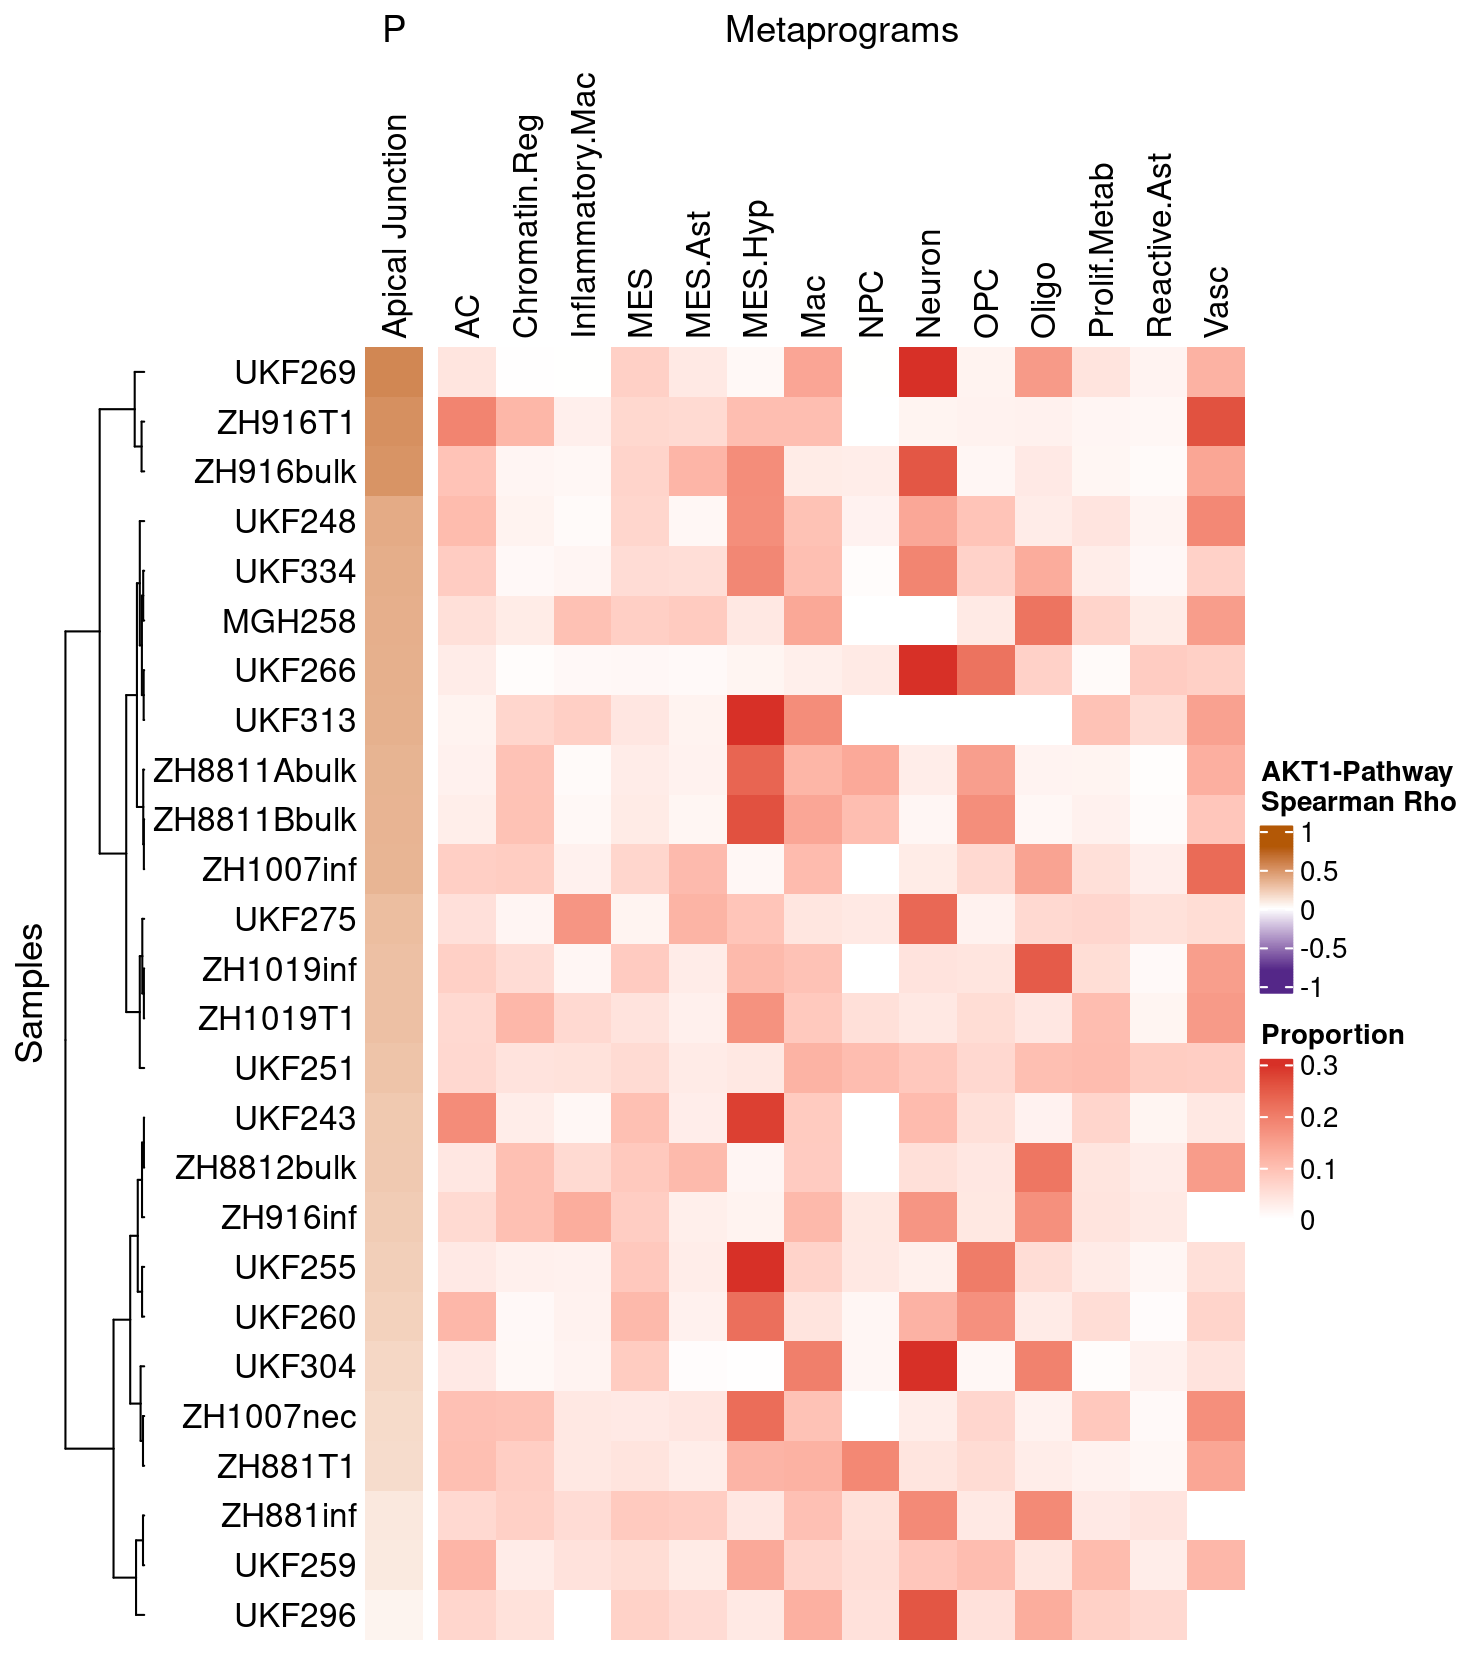 P
Metaprograms
Apical Junction
AC
Chromatin.Reg
Inflammatory.Mac
MES
MES.Ast
MES.Hyp
Mac
NPC
Neuron
OPC
Oligo
Prolif.Metab
Reactive.Ast
Vasc
Samples
UKF269
ZH916T1
ZH916bulk
UKF248
UKF334
MGH258
UKF266
UKF313
ZH8811Abulk
ZH8811Bbulk
ZH1007inf
UKF275
ZH1019inf
ZH1019T1
UKF251
UKF243
ZH8812bulk
ZH916inf
UKF255
UKF260
UKF304
ZH1007nec
ZH881T1
ZH881inf
UKF259
UKF296
AKT1-Pathway
Spearman Rho
1
0.5
0
-0.5
-1
Proportion
0.3
0.2
0.1
0